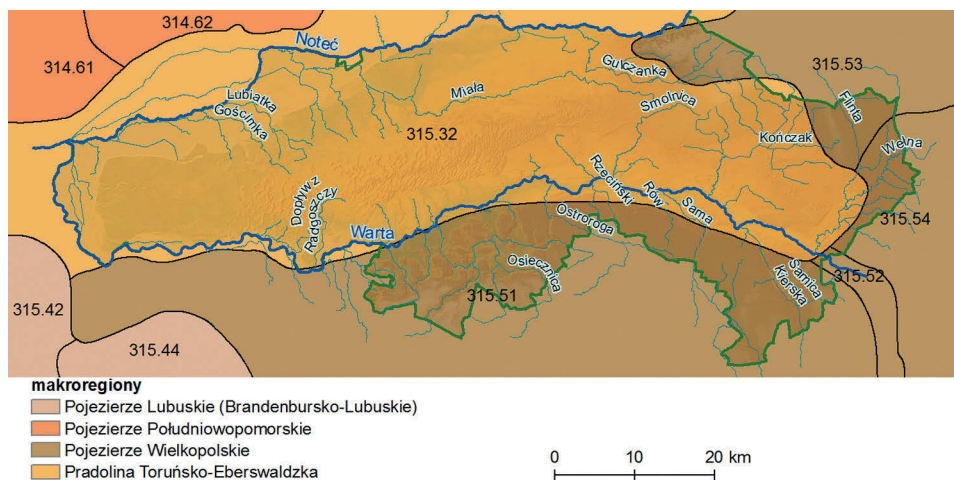 314.62
Noteć
314.61
315.53
Gulczanka
Lubiatka
Miała
Flinta
Gościmka
Smolnica
315.32
Kończak
Wełna
Rzeciński
Rów
Dopływ z
Radgoszczy
Sama
Ostroroga
315.54
Warta
Osiecznica
Samica
Kierska
315.52
315.51
315.42
315.44
makroregiony
Pojezierze Lubuskie (Brandenbursko-Lubuskie)
Pojezierze Południowopomorskie
Pojezierze Wielkopolskie
Pradolina Toruńsko-Eberswaldzka
0 10 20 km